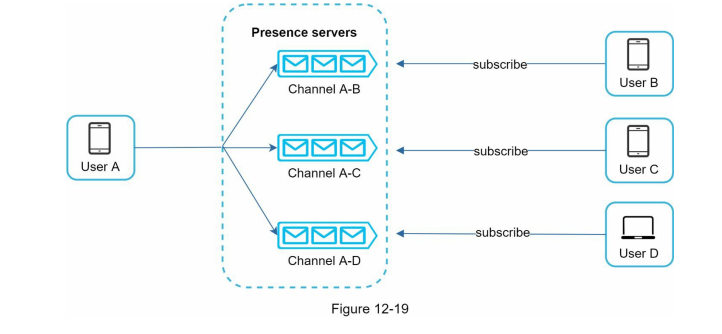 Presence servers
Channel A-B
subscribe
User B
User A
Channel A-C
subscribe
User C
Channel A-D
subscribe
User D
Figure 12-19